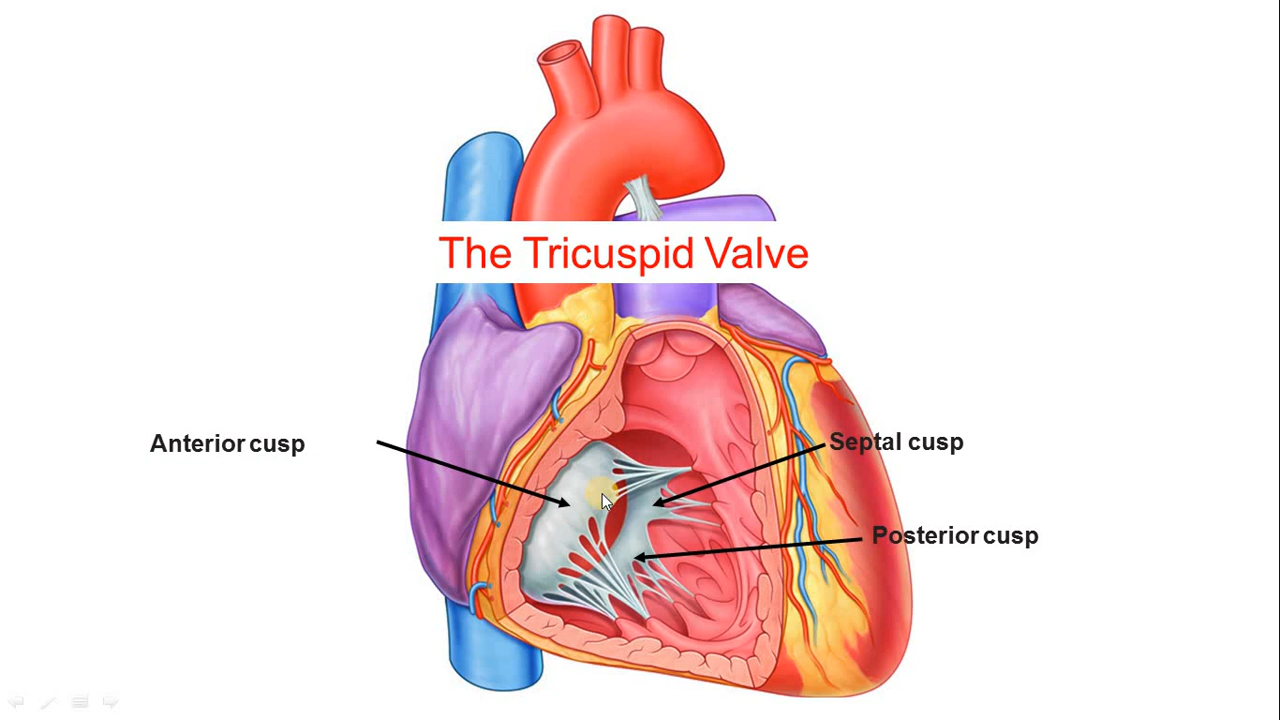 The Tricuspid Valve
Anterior cusp
Septal cusp
Posterior cusp